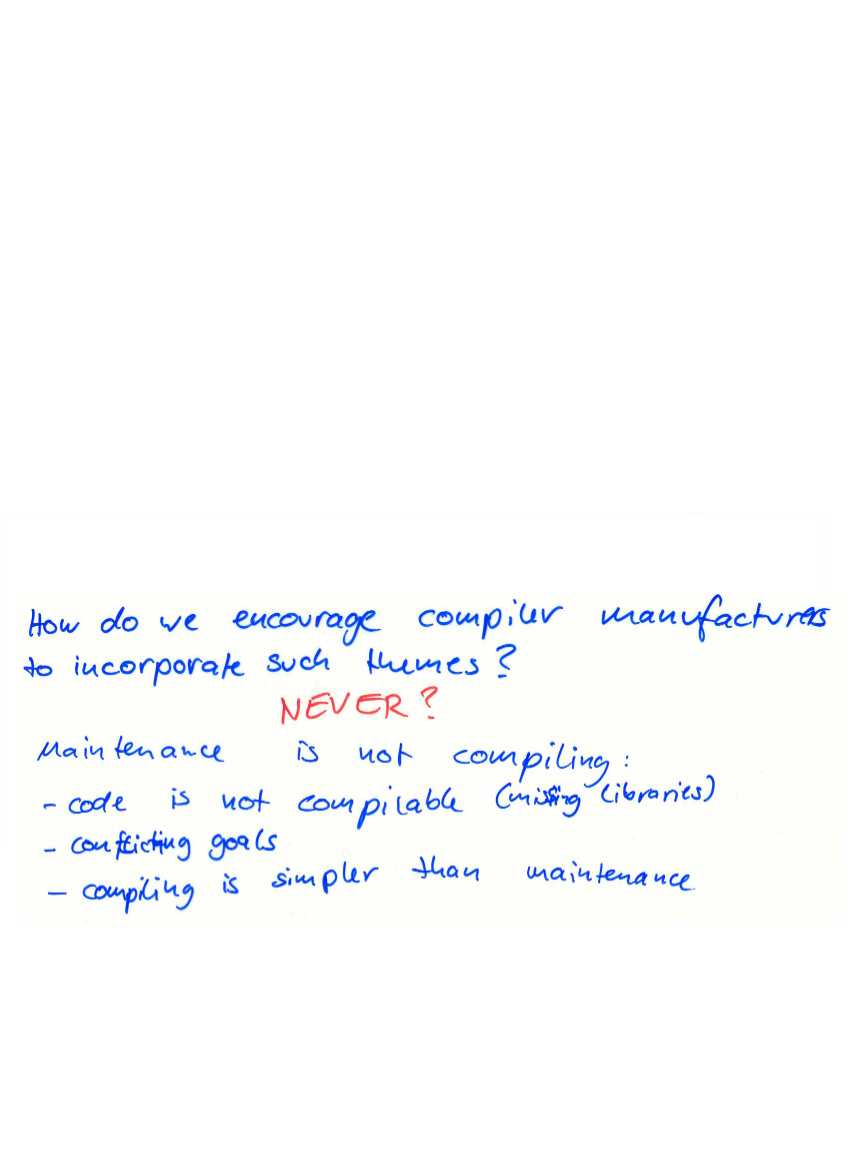 How do we encourage compiler manufacturers
to incorporate such themes?
NEVER?
Maintenance is not compiling:
- code is not compilable (missing libraries)
- conflicting goals
- compiling is simpler than maintenance